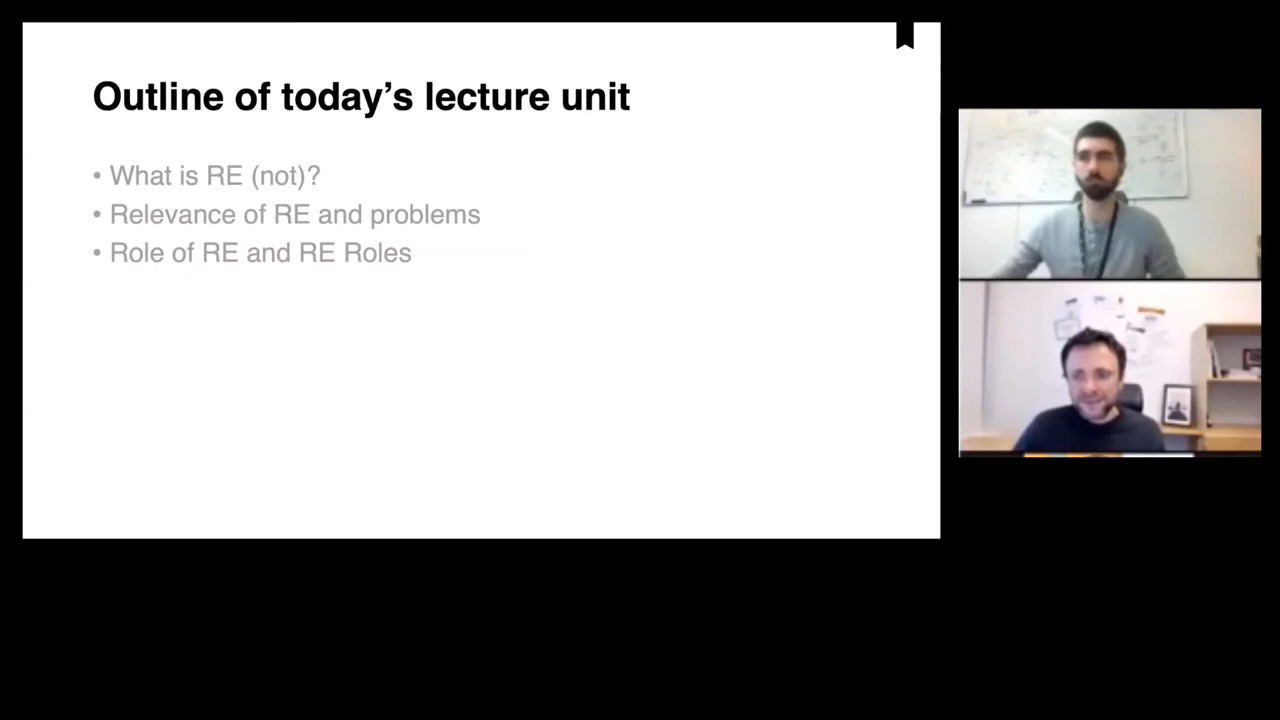 Outline of today's lecture unit
• What is RE (not)?
• Relevance of RE and problems
• Role of RE and RE Roles